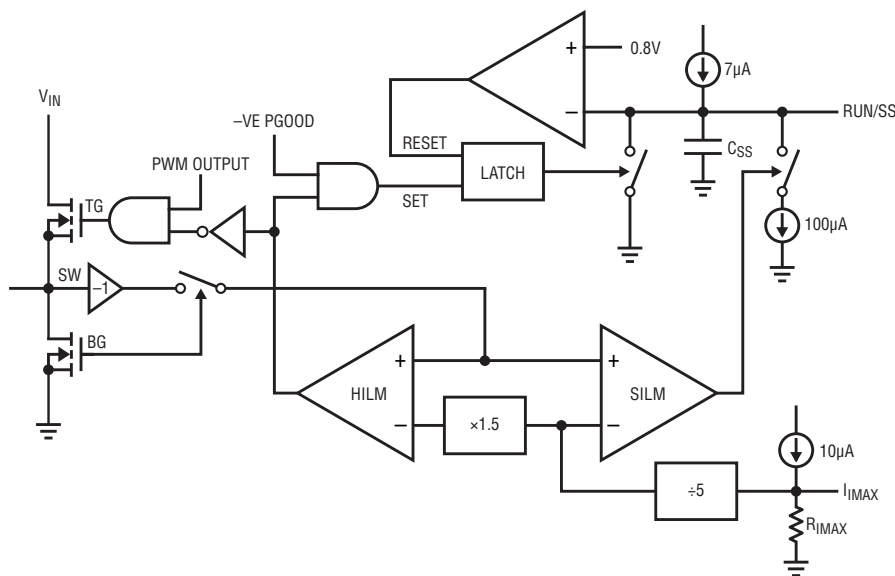 0.8V
7µA
V_IN
RUN/SS
–VE PGOOD
RESET
C_SS
PWM OUTPUT
LATCH
TG
SET
100µA
SW
–1
BG
+
–
HILM
SILM
+
–
+
–
×1.5
10µA
÷5
I_IMAX
R_IMAX